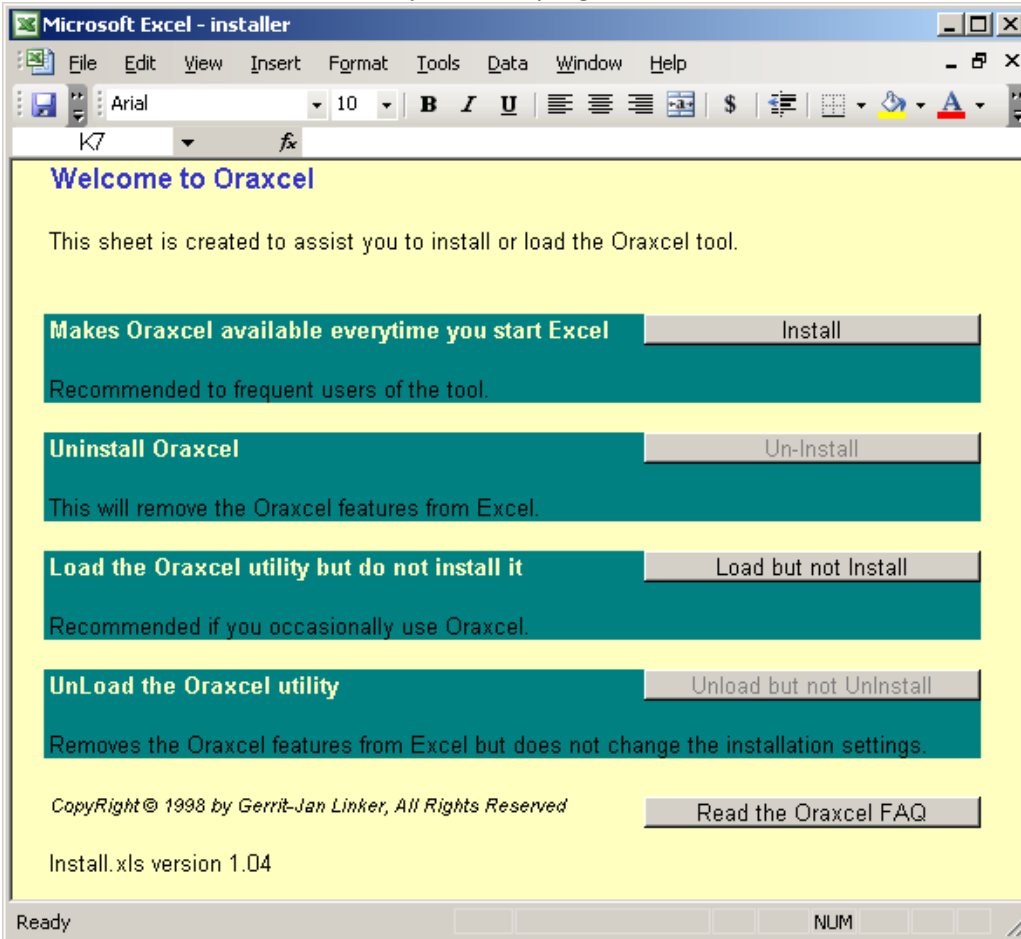 Microsoft Excel - installer
File Edit View Insert Format Tools Data Window Help
Arial 10 B I U $ A
K7 fx
Welcome to Oraxcel
This sheet is created to assist you to install or load the Oraxcel tool.
Makes Oraxcel available everytime you start Excel Install
Recommended to frequent users of the tool.
Uninstall Oraxcel Un-Install
This will remove the Oraxcel features from Excel.
Load the Oraxcel utility but do not install it Load but not Install
Recommended if you occasionally use Oraxcel.
UnLoad the Oraxcel utility Unload but not UnInstall
Removes the Oraxcel features from Excel but does not change the installation settings.
CopyRight © 1998 by Gerrit-Jan Linker, All Rights Reserved Read the Oraxcel FAQ
Install.xls version 1.04
Ready NUM